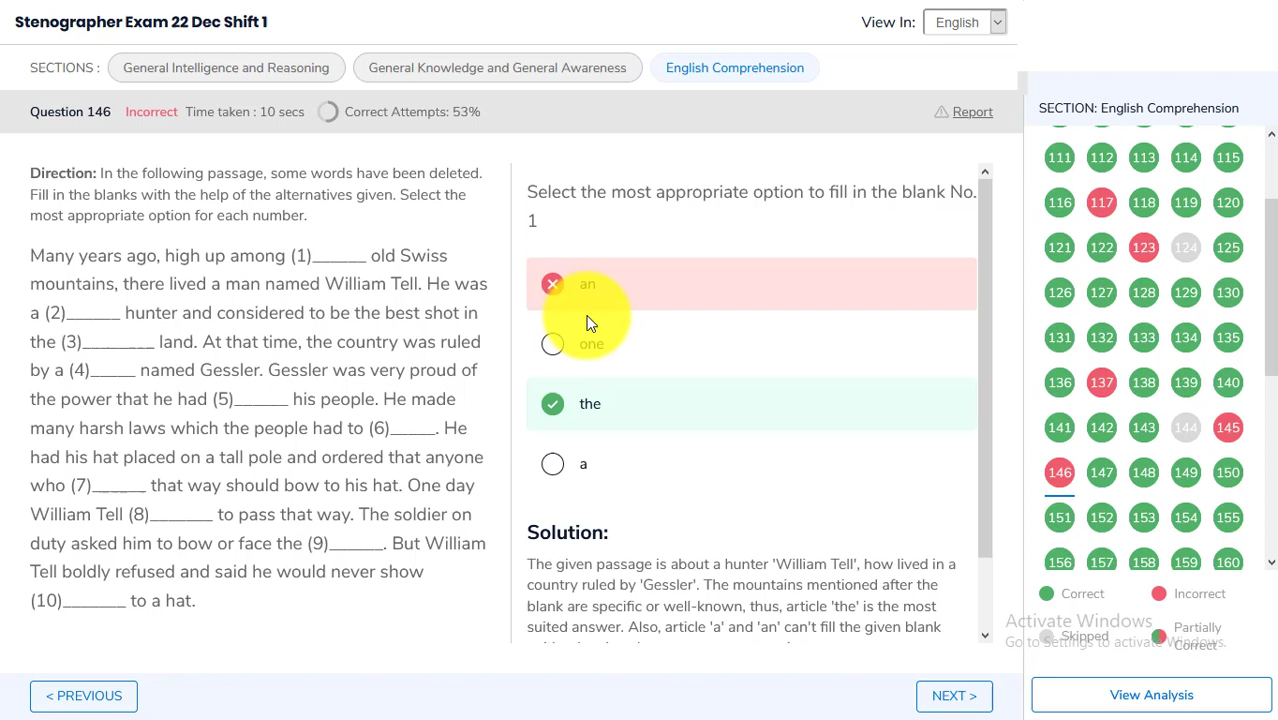 Stenographer Exam 22 Dec Shift 1
View In: English
SECTIONS : General Intelligence and Reasoning General Knowledge and General Awareness English Comprehension
SECTION: English Comprehension
Question 146 Incorrect Time taken : 10 secs Correct Attempts: 53% Report
Direction: In the following passage, some words have been deleted.
Fill in the blanks with the help of the alternatives given. Select the
most appropriate option for each number.
Many years ago, high up among (1)______ old Swiss
mountains, there lived a man named William Tell. He was
a (2)______ hunter and considered to be the best shot in
the (3)________ land. At that time, the country was ruled
by a (4)_____ named Gessler. Gessler was very proud of
the power that he had (5)______ his people. He made
many harsh laws which the people had to (6)_____. He
had his hat placed on a tall pole and ordered that anyone
who (7)______ that way should bow to his hat. One day
William Tell (8)_______ to pass that way. The soldier on
duty asked him to bow or face the (9)______. But William
Tell boldly refused and said he would never show
(10)_______ to a hat.
Select the most appropriate option to fill in the blank No.
1
an
one
the
a
Solution:
The given passage is about a hunter 'William Tell', how lived in a
country ruled by 'Gessler'. The mountains mentioned after the
blank are specific or well-known, thus, article 'the' is the most
suited answer. Also, article 'a' and 'an' can't fill the given blank
111 112 113 114 115
116 117 118 119 120
121 122 123 124 125
126 127 128 129 130
131 132 133 134 135
136 137 138 139 140
141 142 143 144 145
146 147 148 149 150
151 152 153 154 155
156 157 158 159 160
Correct Incorrect
Skipped Partially
Correct
Activate Windows
Go to Settings to activate Windows.
< PREVIOUS NEXT > View Analysis